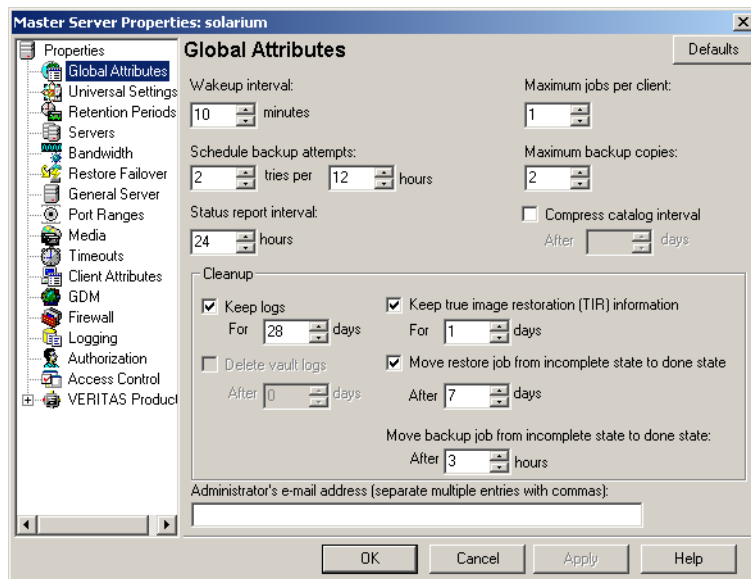 Master Server Properties: solarium
Properties
Global Attributes
Universal Settings
Retention Periods
Servers
Bandwidth
Restore Failover
General Server
Port Ranges
Media
Timeouts
Client Attributes
GDM
Firewall
Logging
Authorization
Access Control
VERITAS Product
Global Attributes
Defaults
Wakeup interval:
10 minutes
Maximum jobs per client:
1
Schedule backup attempts:
2 tries per 12 hours
Maximum backup copies:
2
Status report interval:
24 hours
Compress catalog interval
After days
Cleanup
Keep logs
For 28 days
Delete vault logs
After 0 days
Keep true image restoration (TIR) information
For 1 days
Move restore job from incomplete state to done state
After 7 days
Move backup job from incomplete state to done state:
After 3 hours
Administrator's e-mail address (separate multiple entries with commas):
OK
Cancel
Apply
Help